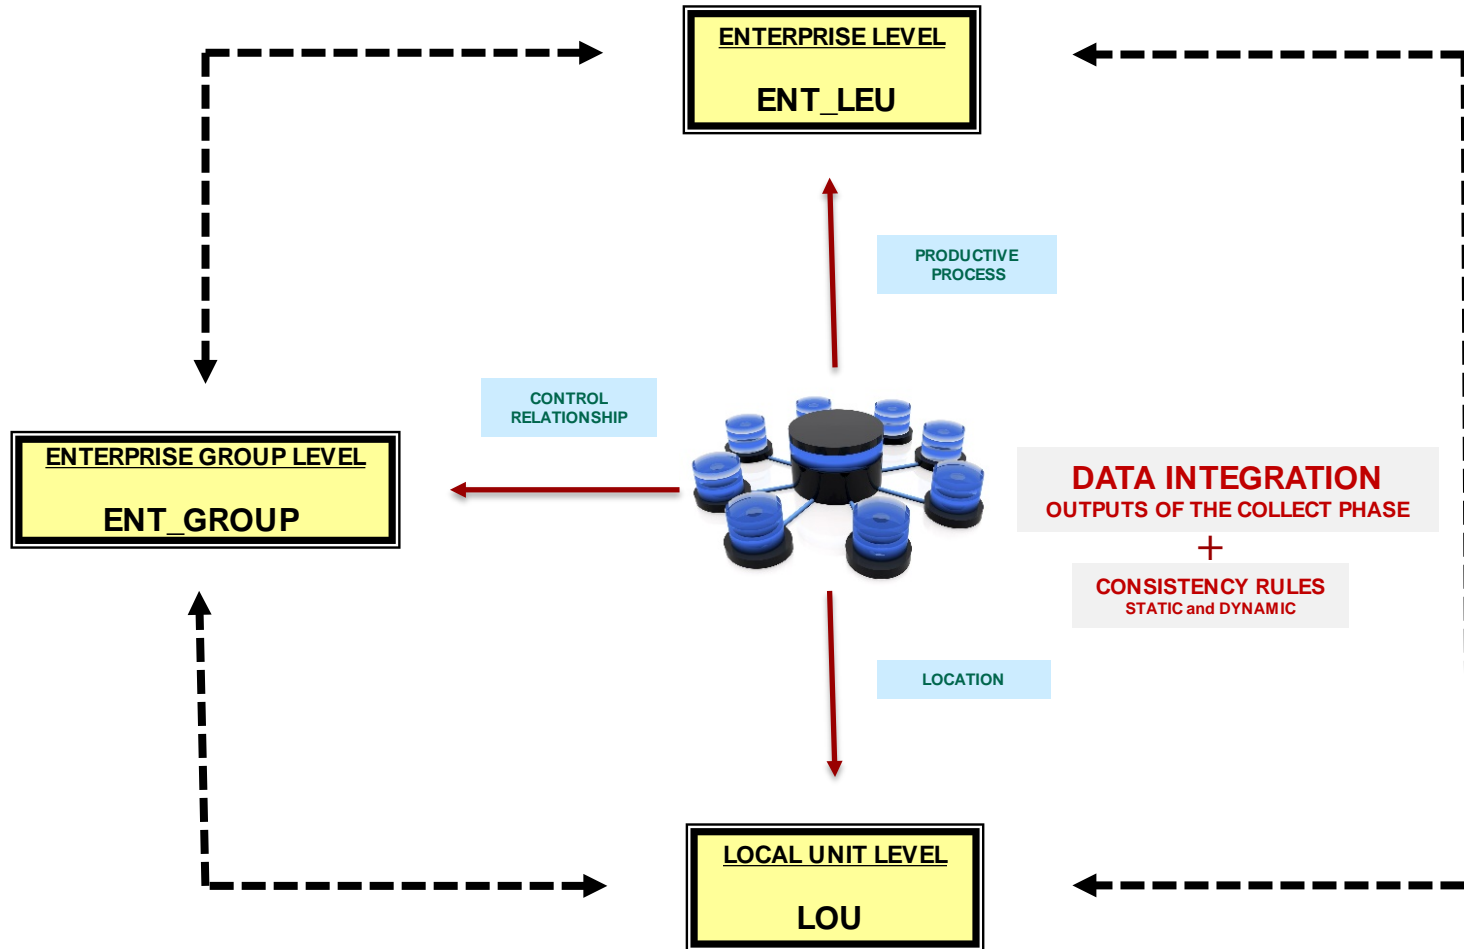 ENTERPRISE LEVEL
ENT_LEU
PRODUCTIVE
PROCESS
CONTROL
RELATIONSHIP
ENTERPRISE GROUP LEVEL
ENT_GROUP
DATA INTEGRATION
OUTPUTS OF THE COLLECT PHASE
+
CONSISTENCY RULES
STATIC and DYNAMIC
LOCATION
LOCAL UNIT LEVEL
LOU